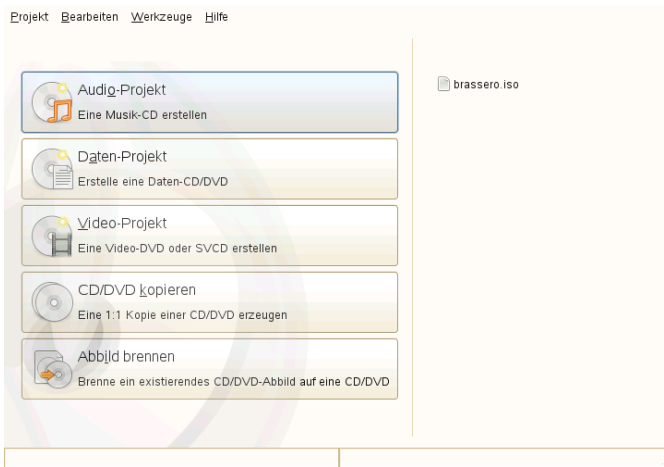 Projekt Bearbeiten Werkzeuge Hilfe
Audio-Projekt
Eine Musik-CD erstellen
Daten-Projekt
Erstelle eine Daten-CD/DVD
Video-Projekt
Eine Video-DVD oder SVCD erstellen
CD/DVD kopieren
Eine 1:1 Kopie einer CD/DVD erzeugen
Abbild brennen
Brenne ein existierendes CD/DVD-Abbild auf eine CD/DVD
brassero.iso